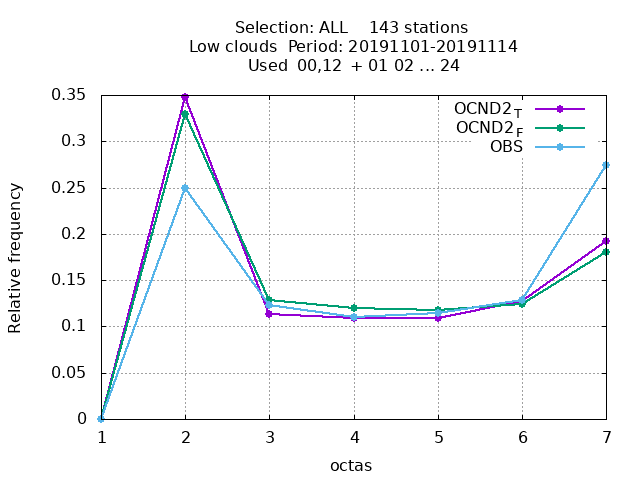 Selection: ALL    143 stations
Low clouds  Period: 20191101-20191114
Used  00,12  + 01 02 ... 24
OCND2_T
OCND2_F
OBS
0.35
0.3
0.25
0.2
0.15
0.1
0.05
0
Relative frequency
1 2 3 4 5 6 7
octas